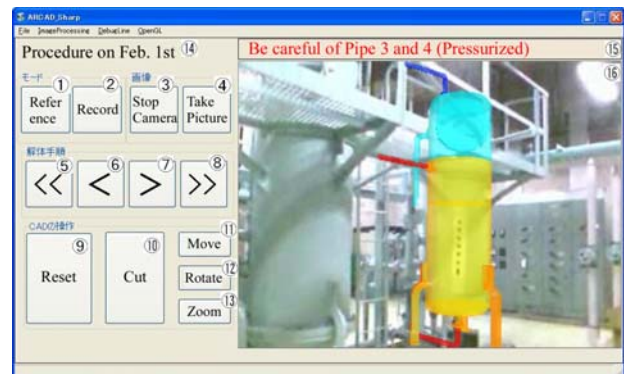 ARCAD_Sharp
File ImageProcessing DebugLine OpenGL
Procedure on Feb. 1st ⑭
Be careful of Pipe 3 and 4 (Pressurized) ⑮
モード 画像
① ② ③ ④ ⑯
Refer
ence
Record
Stop
Camera
Take
Picture
解体手順
⑤ ⑥ ⑦ ⑧
<< < > >>
CADの操作
⑨ ⑩ ⑪
Reset
Cut
Move
⑫
Rotate
⑬
Zoom